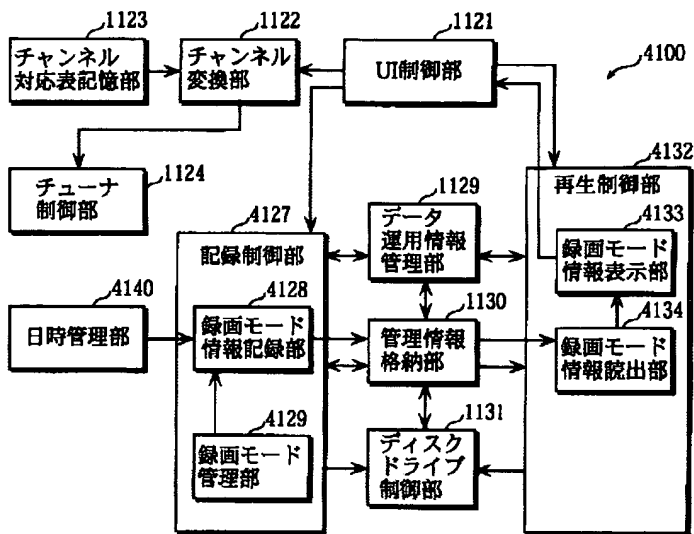 1123
チャンネル
対応表記憶部
1122
チャンネル
変換部
1121
UI制御部
4100
1124
チューナ
制御部
4132
再生制御部
1129
データ
運用情報
管理部
4133
録画モード
情報表示部
4127
記録制御部
4140
日時管理部
4128
録画モード
情報記録部
1130
管理情報
格納部
4134
録画モード
情報読出部
4129
録画モード
管理部
1131
ディスク
ドライブ
制御部